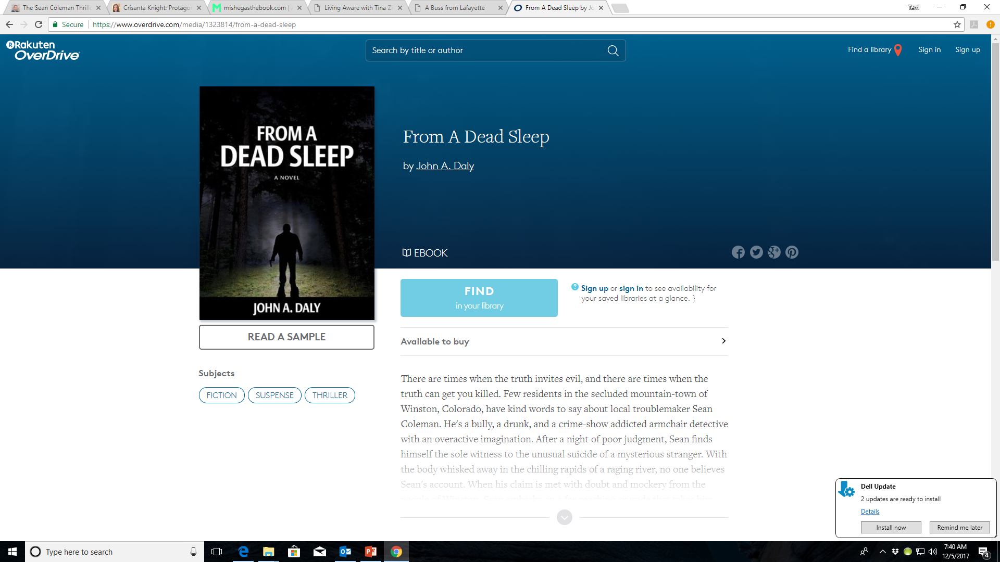 The Sean Coleman Thrille
Crisanta Knight: Protago
mishegasthebook.com |
Living Aware with Tina Z
A Buss from Lafayette
From A Dead Sleep by Jo
Terri
Secure
https://www.overdrive.com/media/1323814/from-a-dead-sleep
Rakuten
OverDrive
Search by title or author
Find a library
Sign in
Sign up
FROM A
DEAD SLEEP
A NOVEL
JOHN A. DALY
From A Dead Sleep
by John A. Daly
EBOOK
READ A SAMPLE
Subjects
FICTION
SUSPENSE
THRILLER
FIND
in your library
Sign up or sign in to see availability for
your saved libraries at a glance. }
Available to buy
There are times when the truth invites evil, and there are times when the
truth can get you killed. Few residents in the secluded mountain-town of
Winston, Colorado, have kind words to say about local troublemaker Sean
Coleman. He's a bully, a drunk, and a crime-show addicted armchair detective
with an overactive imagination. After a night of poor judgment, Sean finds
himself the sole witness to the unusual suicide of a mysterious stranger. With
the body whisked away in the chilling rapids of a raging river, no one believes
Sean's account. When his claim is met with doubt and mockery from the
Dell Update
2 updates are ready to install
Details
Install now
Remind me later
Type here to search
7:40 AM
12/5/2017
4